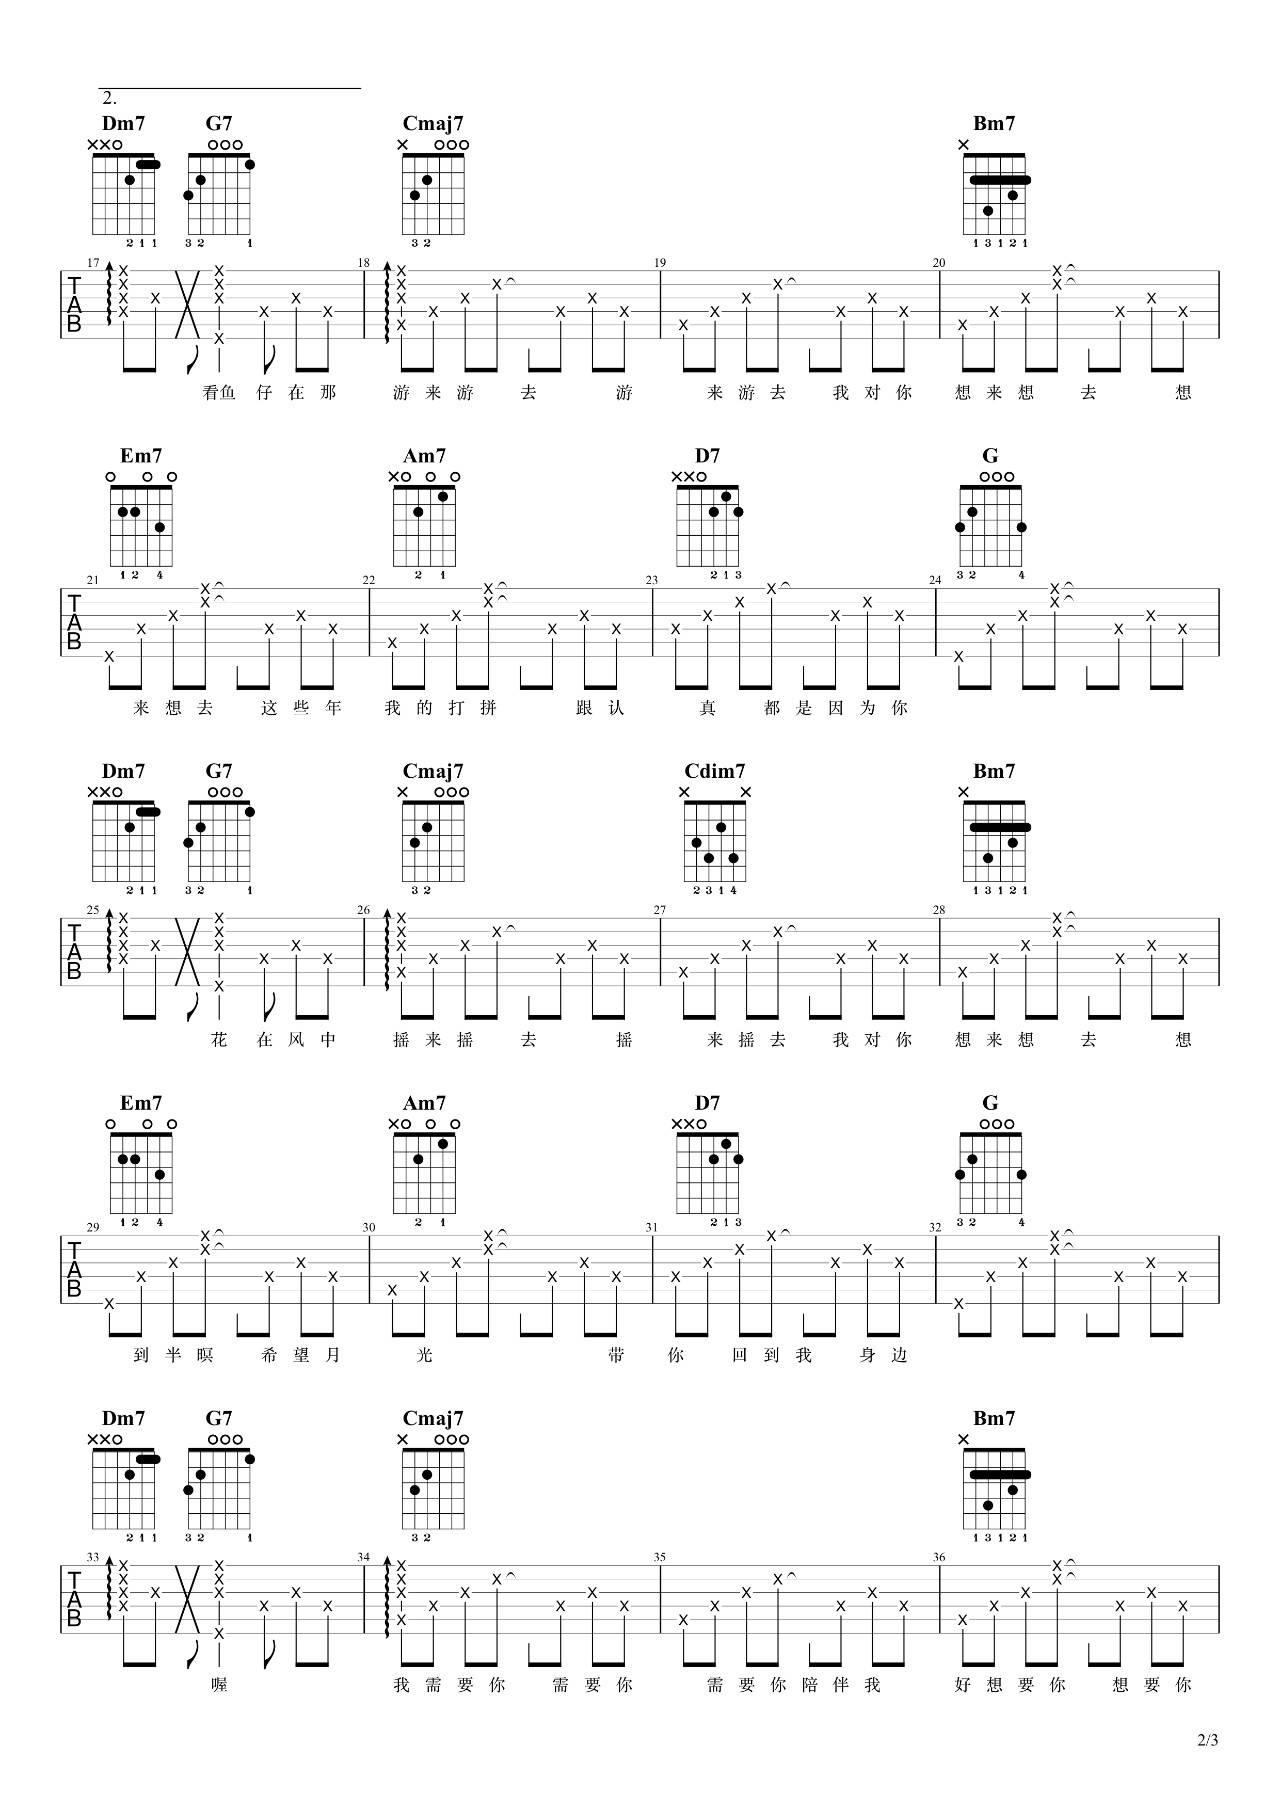 2.
Dm7 G7 Cmaj7 Bm7
2 1 1 3 2 1 3 2 1 3 1 2 1
17 18 19 20
T
A
B
看鱼 仔 在 那 游 来 游 去 游 来 游 去 我 对 你 想 来 想 去 想
Em7 Am7 D7 G
1 2 4 2 1 2 1 3 3 2 4
21 22 23 24
T
A
B
来 想 去 这 些 年 我 的 打 拼 跟 认 真 都 是 因 为 你
Dm7 G7 Cmaj7 Cdim7 Bm7
2 1 1 3 2 1 3 2 2 3 1 4 1 3 1 2 1
25 26 27 28
T
A
B
花 在 风 中 摇 来 摇 去 摇 来 摇 去 我 对 你 想 来 想 去 想
Em7 Am7 D7 G
1 2 4 2 1 2 1 3 3 2 4
29 30 31 32
T
A
B
到 半 暝 希 望 月 光 带 你 回 到 我 身 边
Dm7 G7 Cmaj7 Bm7
2 1 1 3 2 1 3 2 1 3 1 2 1
33 34 35 36
T
A
B
喔 我 需 要 你 需 要 你 需 要 你 陪 伴 我 好 想 要 你 想 要 你
2/3